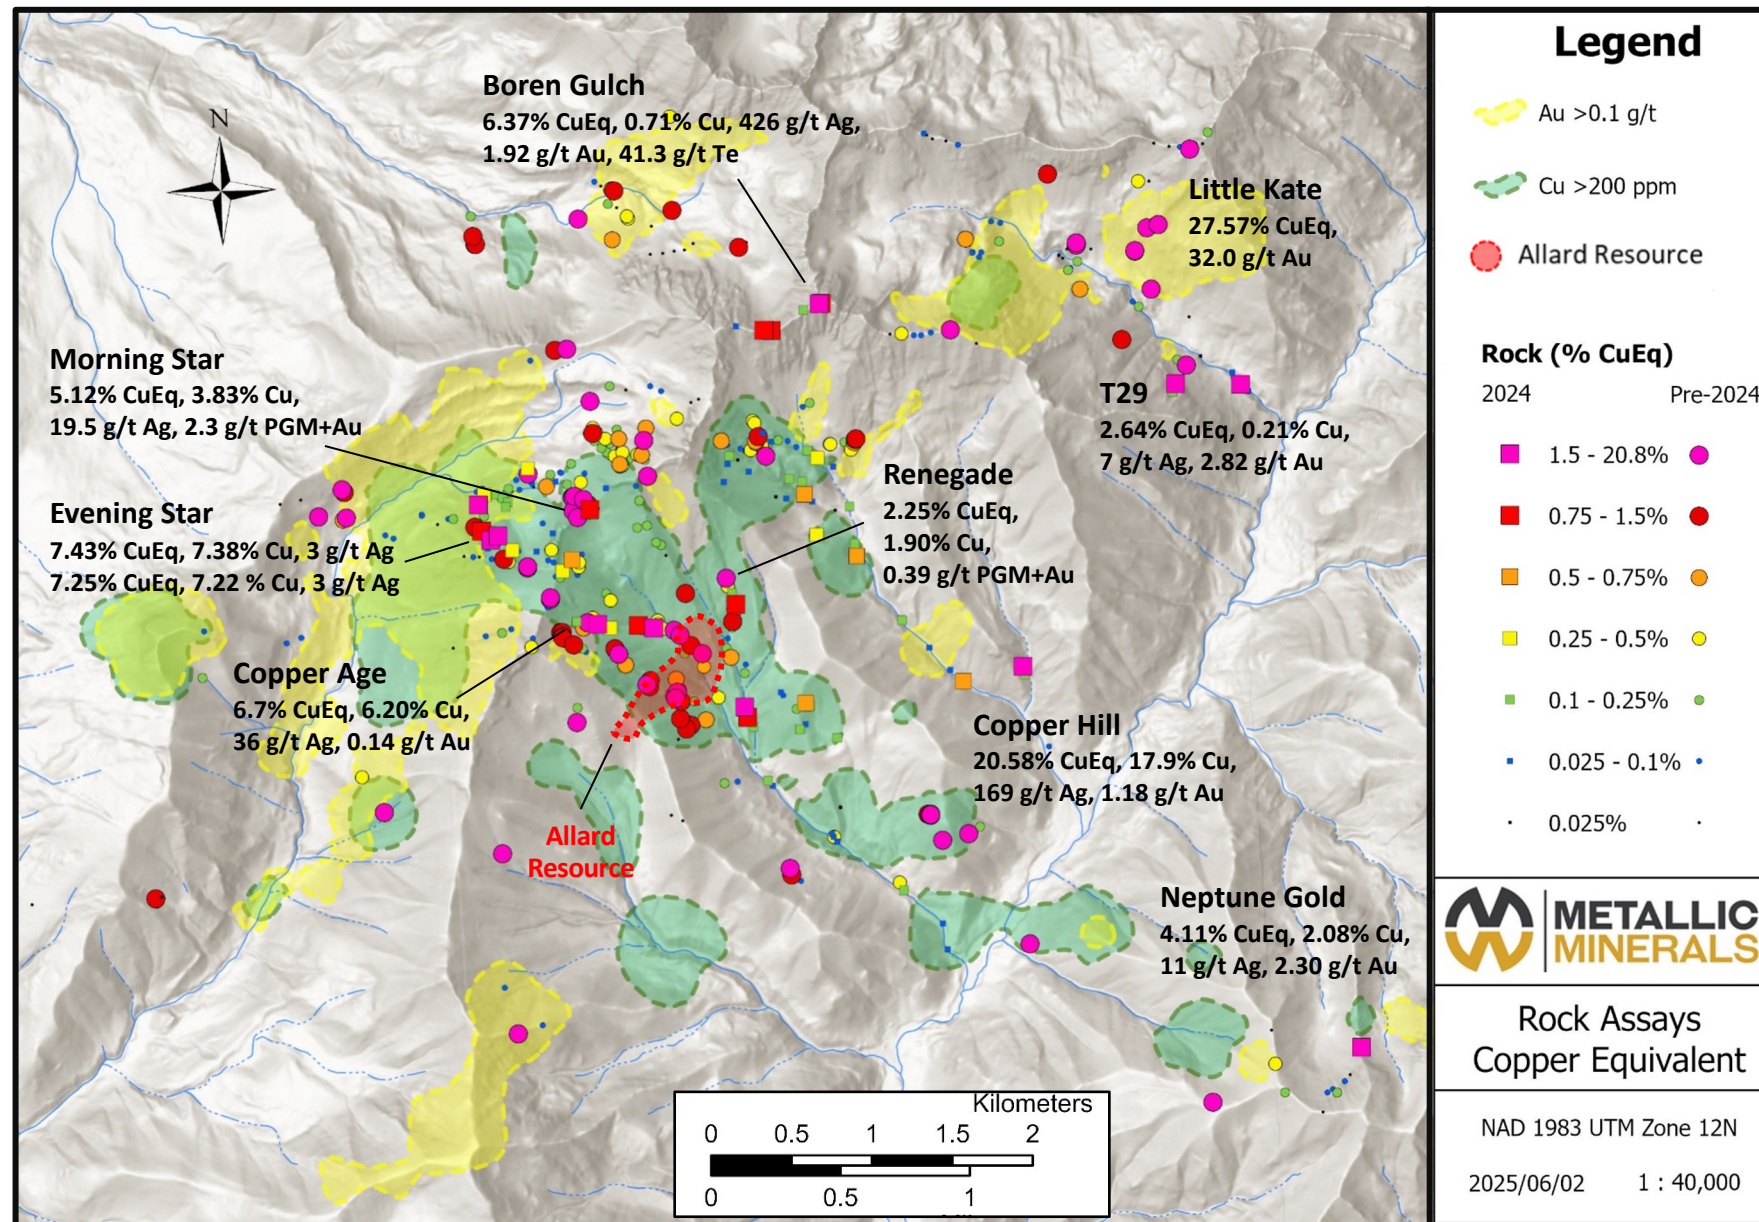 N
Boren Gulch
6.37% CuEq, 0.71% Cu, 426 g/t Ag,
1.92 g/t Au, 41.3 g/t Te
Little Kate
27.57% CuEq,
32.0 g/t Au
Morning Star
5.12% CuEq, 3.83% Cu,
19.5 g/t Ag, 2.3 g/t PGM+Au
T29
2.64% CuEq, 0.21% Cu,
7 g/t Ag, 2.82 g/t Au
Renegade
2.25% CuEq,
1.90% Cu,
0.39 g/t PGM+Au
Evening Star
7.43% CuEq, 7.38% Cu, 3 g/t Ag
7.25% CuEq, 7.22 % Cu, 3 g/t Ag
Copper Age
6.7% CuEq, 6.20% Cu,
36 g/t Ag, 0.14 g/t Au
Copper Hill
20.58% CuEq, 17.9% Cu,
169 g/t Ag, 1.18 g/t Au
Allard
Resource
Neptune Gold
4.11% CuEq, 2.08% Cu,
11 g/t Ag, 2.30 g/t Au
Kilometers
0 0.5 1 1.5 2
0 0.5 1
Legend
Au >0.1 g/t
Cu >200 ppm
Allard Resource
Rock (% CuEq)
2024 Pre-2024
1.5 - 20.8%
0.75 - 1.5%
0.5 - 0.75%
0.25 - 0.5%
0.1 - 0.25%
0.025 - 0.1%
0.025%
METALLIC
MINERALS
Rock Assays
Copper Equivalent
NAD 1983 UTM Zone 12N
2025/06/02 1 : 40,000